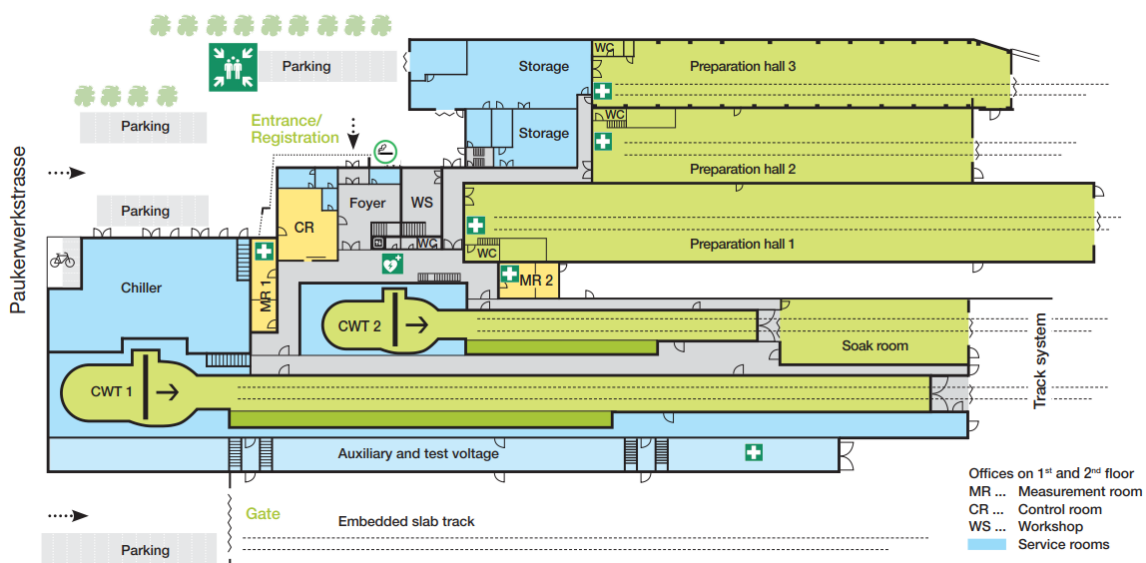 Parking
WC
Storage
Preparation hall 3
Parking
Entrance/
Registration
Storage
WC
Preparation hall 2
Parking
CR
Foyer
WS
WC
WC
Preparation hall 1
Paukerwerkstrasse
Chiller
MR 1
MR 2
CWT 2
Soak room
Track system
CWT 1
Auxiliary and test voltage
Gate
Embedded slab track
Parking
Offices on 1st and 2nd floor
MR ... Measurement room
CR ... Control room
WS ... Workshop
Service rooms